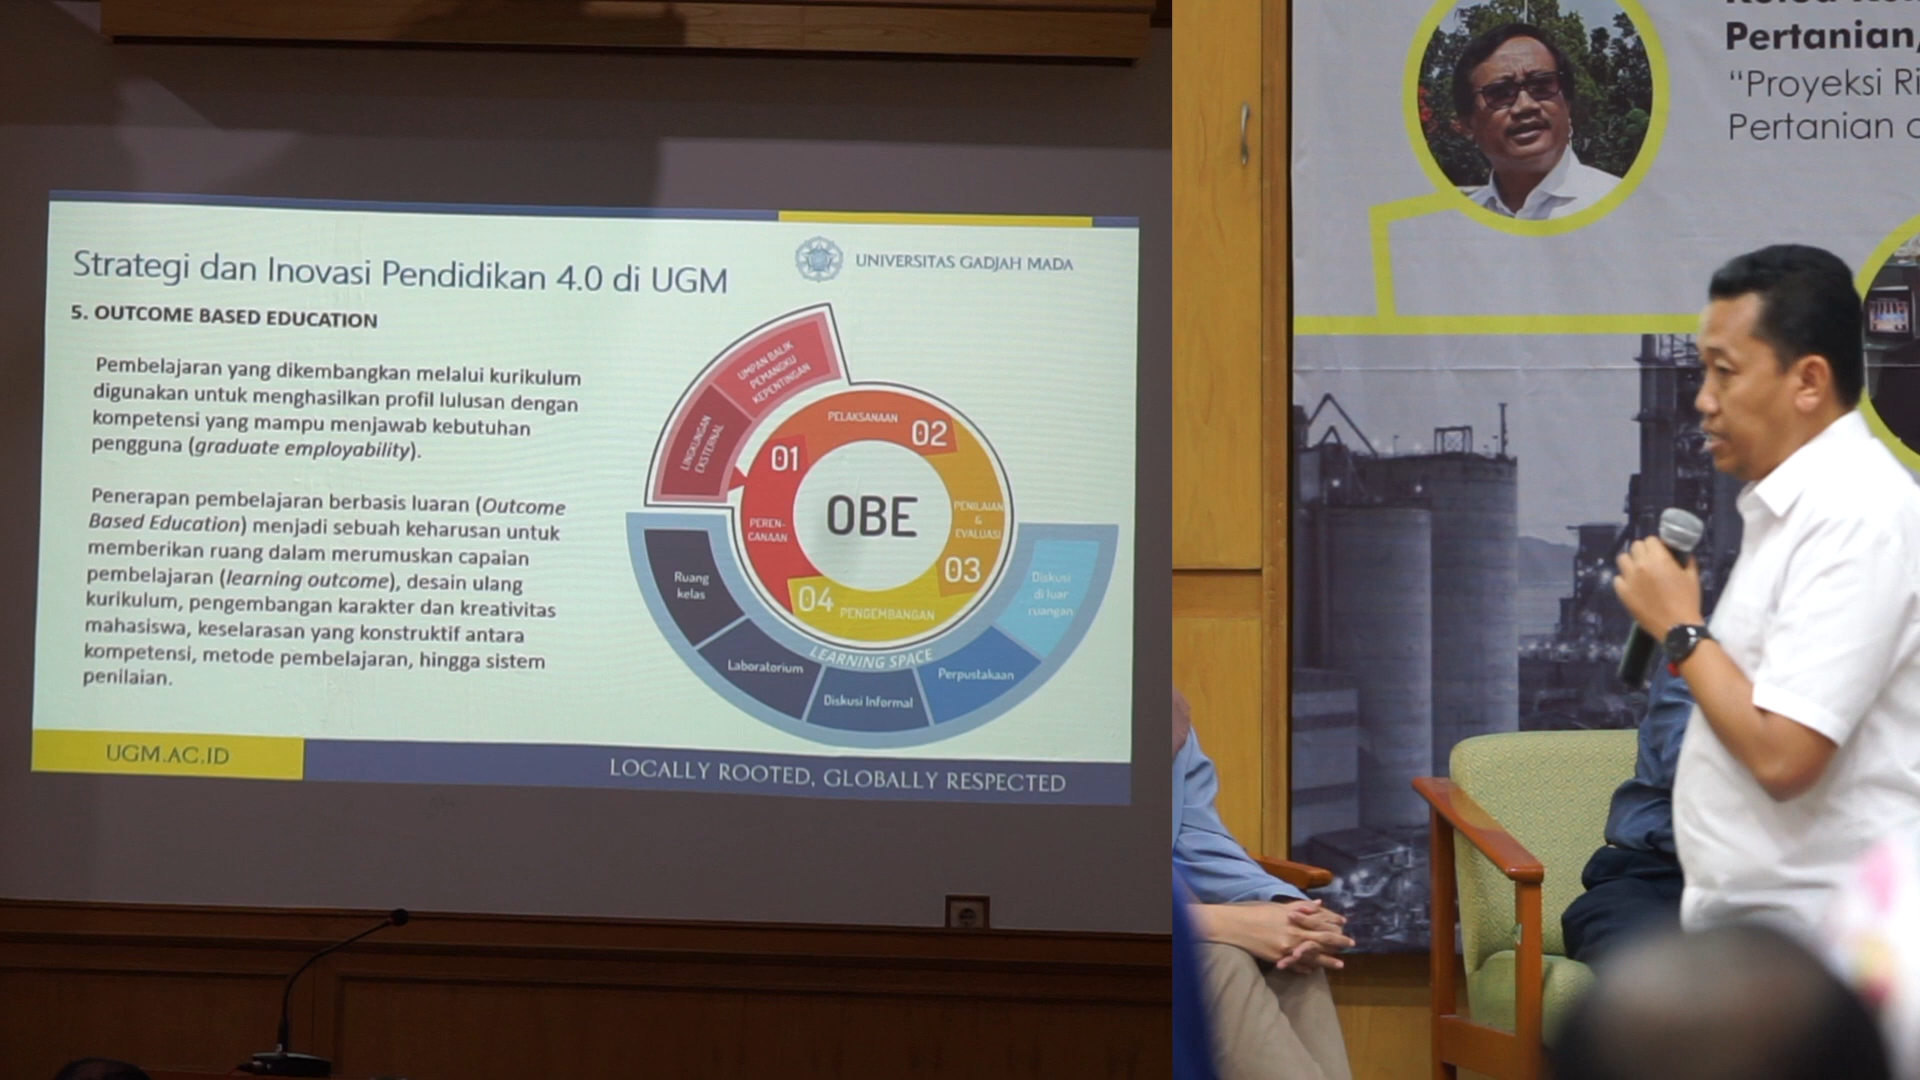 Strategi dan Inovasi Pendidikan 4.0 di UGM
UNIVERSITAS GADJAH MADA
5. OUTCOME BASED EDUCATION
Pembelajaran yang dikembangkan melalui kurikulum
digunakan untuk menghasilkan profil lulusan dengan
kompetensi yang mampu menjawab kebutuhan
pengguna (graduate employability).
Penerapan pembelajaran berbasis luaran (Outcome
Based Education) menjadi sebuah keharusan untuk
memberikan ruang dalam merumuskan capaian
pembelajaran (learning outcome), desain ulang
kurikulum, pengembangan karakter dan kreativitas
mahasiswa, keselarasan yang konstruktif antara
kompetensi, metode pembelajaran, hingga sistem
penilaian.
UMPAN BALIK
PEMANGKU
KEPENTINGAN
LINGKUNGAN
EKSTERNAL
01
PEREN-
CANAAN
PELAKSANAAN
02
PENILAIAN
&
EVALUASI
03
04
PENGEMBANGAN
OBE
LEARNING SPACE
Ruang
kelas
Laboratorium
Diskusi Informal
Perpustakaan
Diskusi
di luar
ruangan
UGM.AC.ID
LOCALLY ROOTED, GLOBALLY RESPECTED
Pertanian,
“Proyeksi Ri
Pertanian